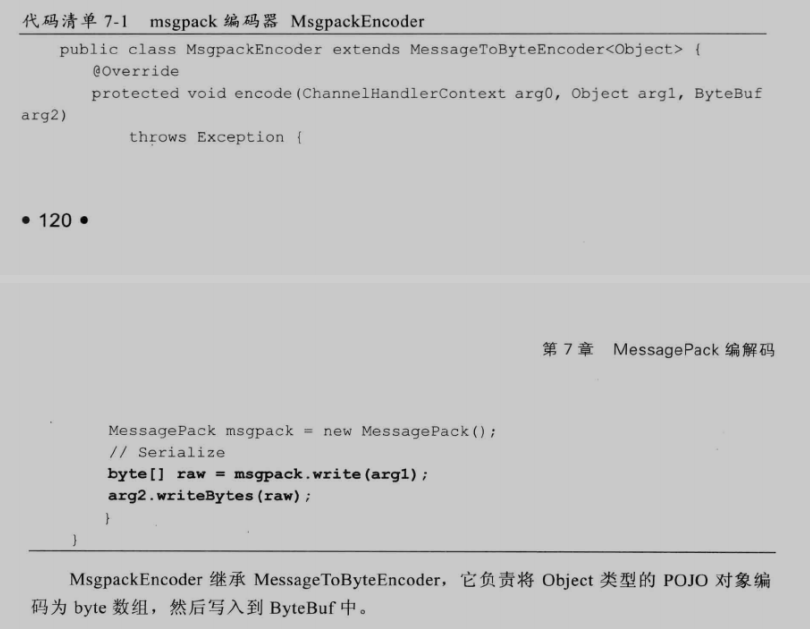 代码清单 7-1 msgpack 编码器 MsgpackEncoder
public class MsgpackEncoder extends MessageToByteEncoder<Object> {
@Override
protected void encode(ChannelHandlerContext arg0, Object arg1, ByteBuf
arg2)
throws Exception {
• 120 •
第 7 章 MessagePack 编解码
MessagePack msgpack = new MessagePack();
// Serialize
byte[] raw = msgpack.write(arg1);
arg2.writeBytes(raw);
}
}
MsgpackEncoder 继承 MessageToByteEncoder，它负责将 Object 类型的 POJO 对象编
码为 byte 数组，然后写入到 ByteBuf 中。